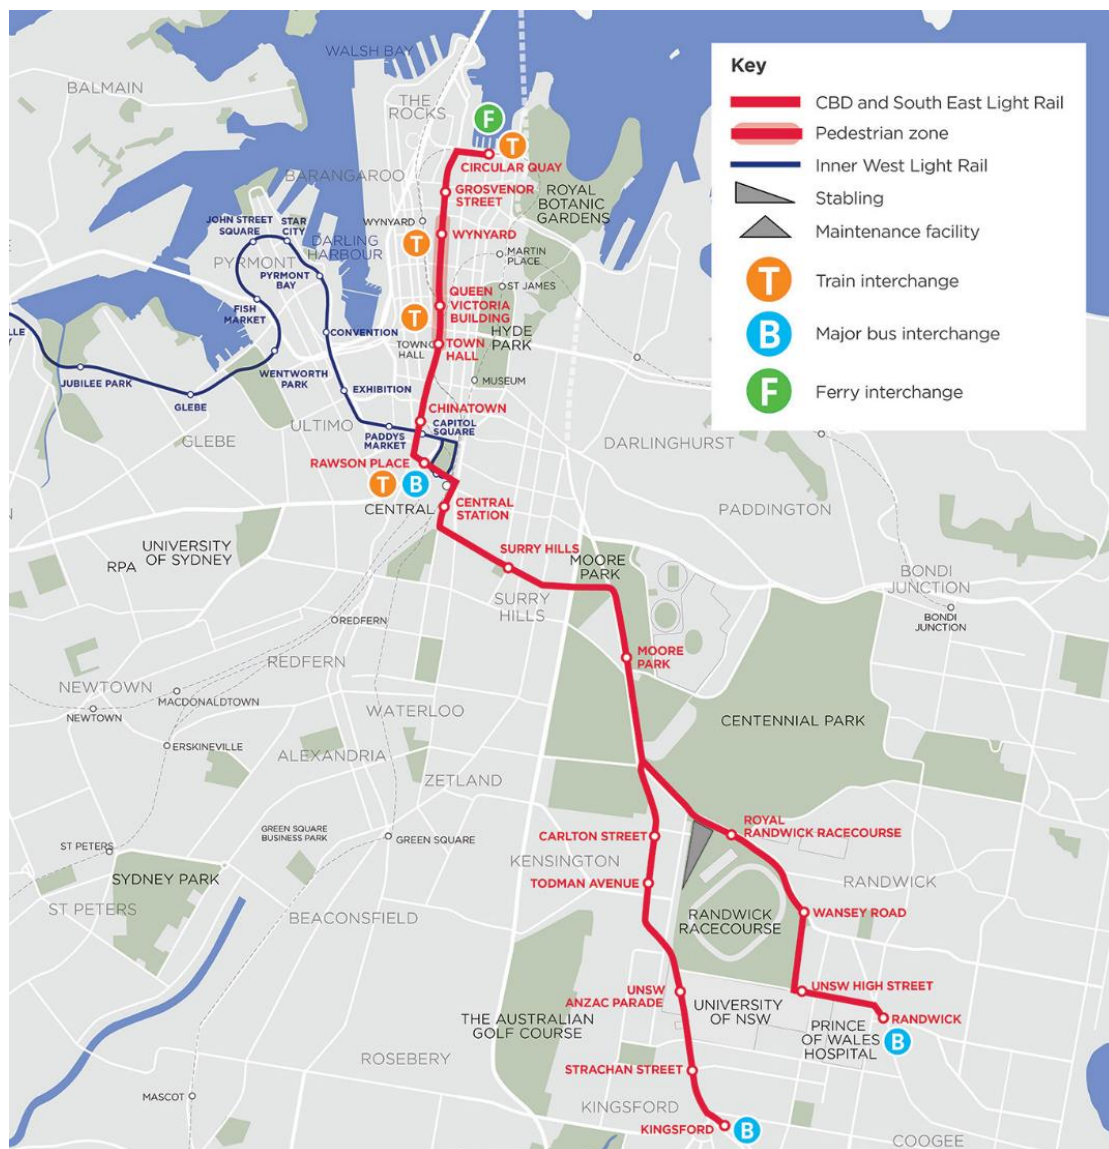 WALSH BAY
BALMAIN
THE
ROCKS
F
T
CIRCULAR QUAY
BARANGAROO
GROSVENOR
STREET
ROYAL
BOTANIC
GARDENS
JOHN STREET
SQUARE
STAR
CITY
DARLING
HARBOUR
WYNYARD
WYNYARD
T
MARTIN
PLACE
PYRMONT
PYRMONT
BAY
ST JAMES
QUEEN
VICTORIA
BUILDING
FISH
MARKET
T
HYDE
PARK
CONVENTION
TOWN
HALL
TOWN
HALL
JUBILEE PARK
WENTWORTH
PARK
EXHIBITION
MUSEUM
GLEBE
CHINATOWN
GLEBE
ULTIMO
PADDYS
MARKET
CAPITOL
SQUARE
DARLINGHURST
RAWSON PLACE
T
B
CENTRAL
CENTRAL
STATION
PADDINGTON
UNIVERSITY
OF SYDNEY
RPA
SURRY HILLS
MOORE
PARK
SURRY
HILLS
BONDI
JUNCTION
BONDI
JUNCTION
REDFERN
REDFERN
MOORE
PARK
NEWTOWN
MACDONALDTOWN
NEWTOWN
WATERLOO
CENTENNIAL PARK
ERSKINEVILLE
ALEXANDRIA
ZETLAND
GREEN SQUARE
BUSINESS PARK
GREEN SQUARE
CARLTON STREET
ROYAL
RANDWICK RACECOURSE
ST PETERS
KENSINGTON
SYDNEY PARK
TODMAN AVENUE
RANDWICK
ST PETERS
BEACONSFIELD
RANDWICK
RACECOURSE
WANSEY ROAD
UNSW
ANZAC PARADE
UNSW HIGH STREET
UNIVERSITY
OF NSW
THE AUSTRALIAN
GOLF COURSE
RANDWICK
PRINCE
OF WALES
HOSPITAL
B
ROSEBERY
STRACHAN STREET
MASCOT
KINGSFORD
KINGSFORD
B
COOGEE
Key
CBD and South East Light Rail
Pedestrian zone
Inner West Light Rail
Stabling
Maintenance facility
T
Train interchange
B
Major bus interchange
F
Ferry interchange